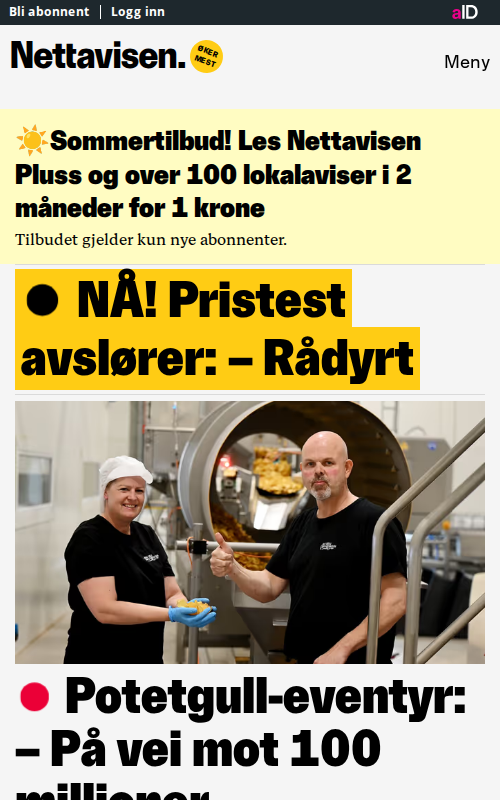 Bli abonnent | Logg inn
aID
Nettavisen.
ØKER
MEST
Meny
Sommertilbud! Les Nettavisen
Pluss og over 100 lokalaviser i 2
måneder for 1 krone
Tilbudet gjelder kun nye abonnenter.
NÅ! Pristest
avslører: – Rådyrt
Potetgull-eventyr:
– På vei mot 100
millioner